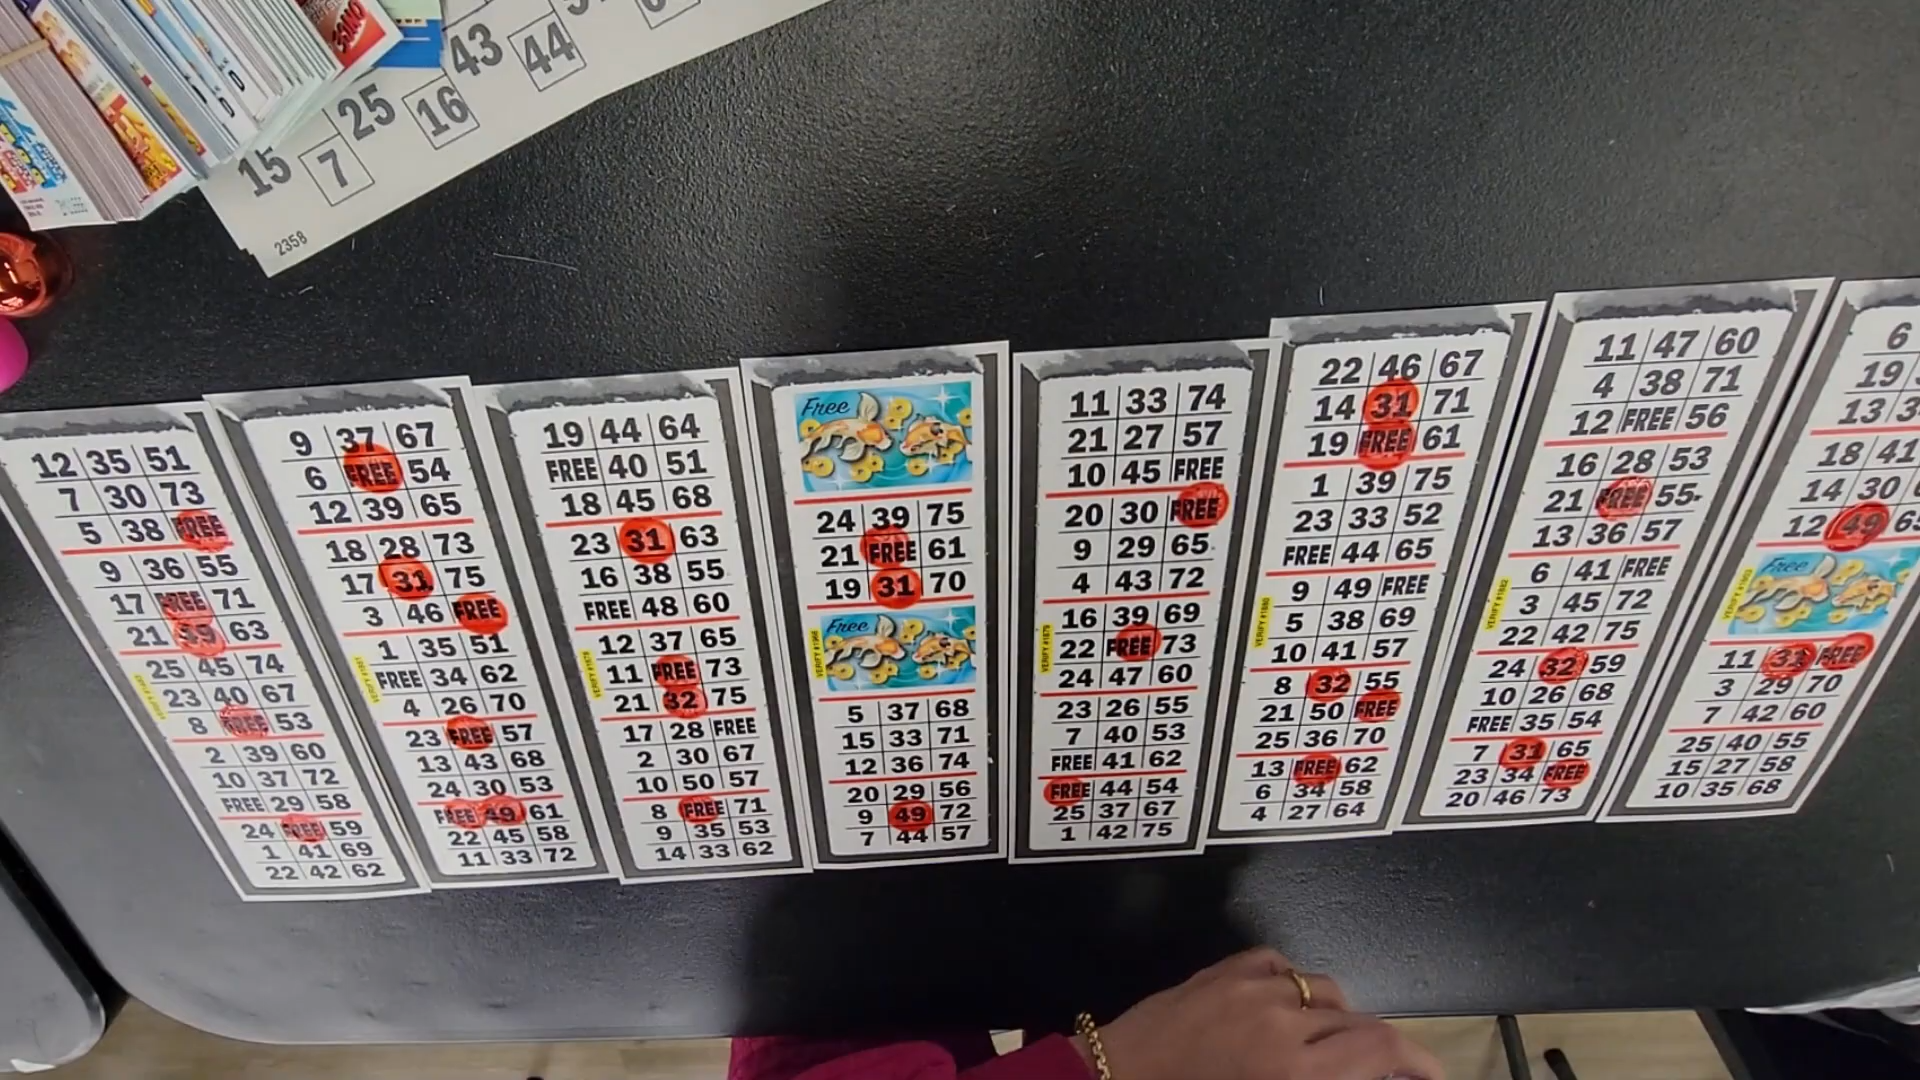 43 44
25 16
15 7
2358
12 35 51
7 30 73
5 38 FREE
9 36 55
17 FREE 71
21 49 63
25 45 74
23 40 67
8 FREE 53
2 39 60
10 37 72
FREE 29 58
24 FREE 59
1 41 69
22 42 62
9 37 67
6 FREE 54
12 39 65
18 28 73
17 31 75
3 46 FREE
1 35 51
FREE 34 62
4 26 70
23 FREE 57
13 43 68
24 30 53
FREE 49 61
22 45 58
11 33 72
19 44 64
FREE 40 51
18 45 68
23 31 63
16 38 55
FREE 48 60
12 37 65
11 FREE 73
21 32 75
17 28 FREE
2 30 67
10 50 57
8 FREE 71
9 35 53
14 33 62
Free
24 39 75
21 FREE 61
19 31 70
Free
VERIFY #1968
5 37 68
15 33 71
12 36 74
20 29 56
9 49 72
7 44 57
11 33 74
21 27 57
10 45 FREE
20 30 FREE
9 29 65
4 43 72
16 39 69
22 FREE 73
24 47 60
VERIFY #1679
23 26 55
7 40 53
FREE 41 62
FREE 44 54
25 37 67
1 42 75
22 46 67
14 31 71
19 FREE 61
1 39 75
23 33 52
FREE 44 65
9 49 FREE
5 38 69
10 41 57
VERIFY #1880
8 32 55
21 50 FREE
25 36 70
13 FREE 62
6 34 58
4 27 64
11 47 60
4 38 71
12 FREE 56
16 28 53
21 FREE 55
13 36 57
6 41 FREE
3 45 72
22 42 75
VERIFY #1882
24 32 59
10 26 68
FREE 35 54
7 31 65
23 34 FREE
20 46 73
6
19
13
18 41
14 30
12 49
Free
11 31 FREE
3 29 70
7 42 60
25 40 55
15 27 58
10 35 68